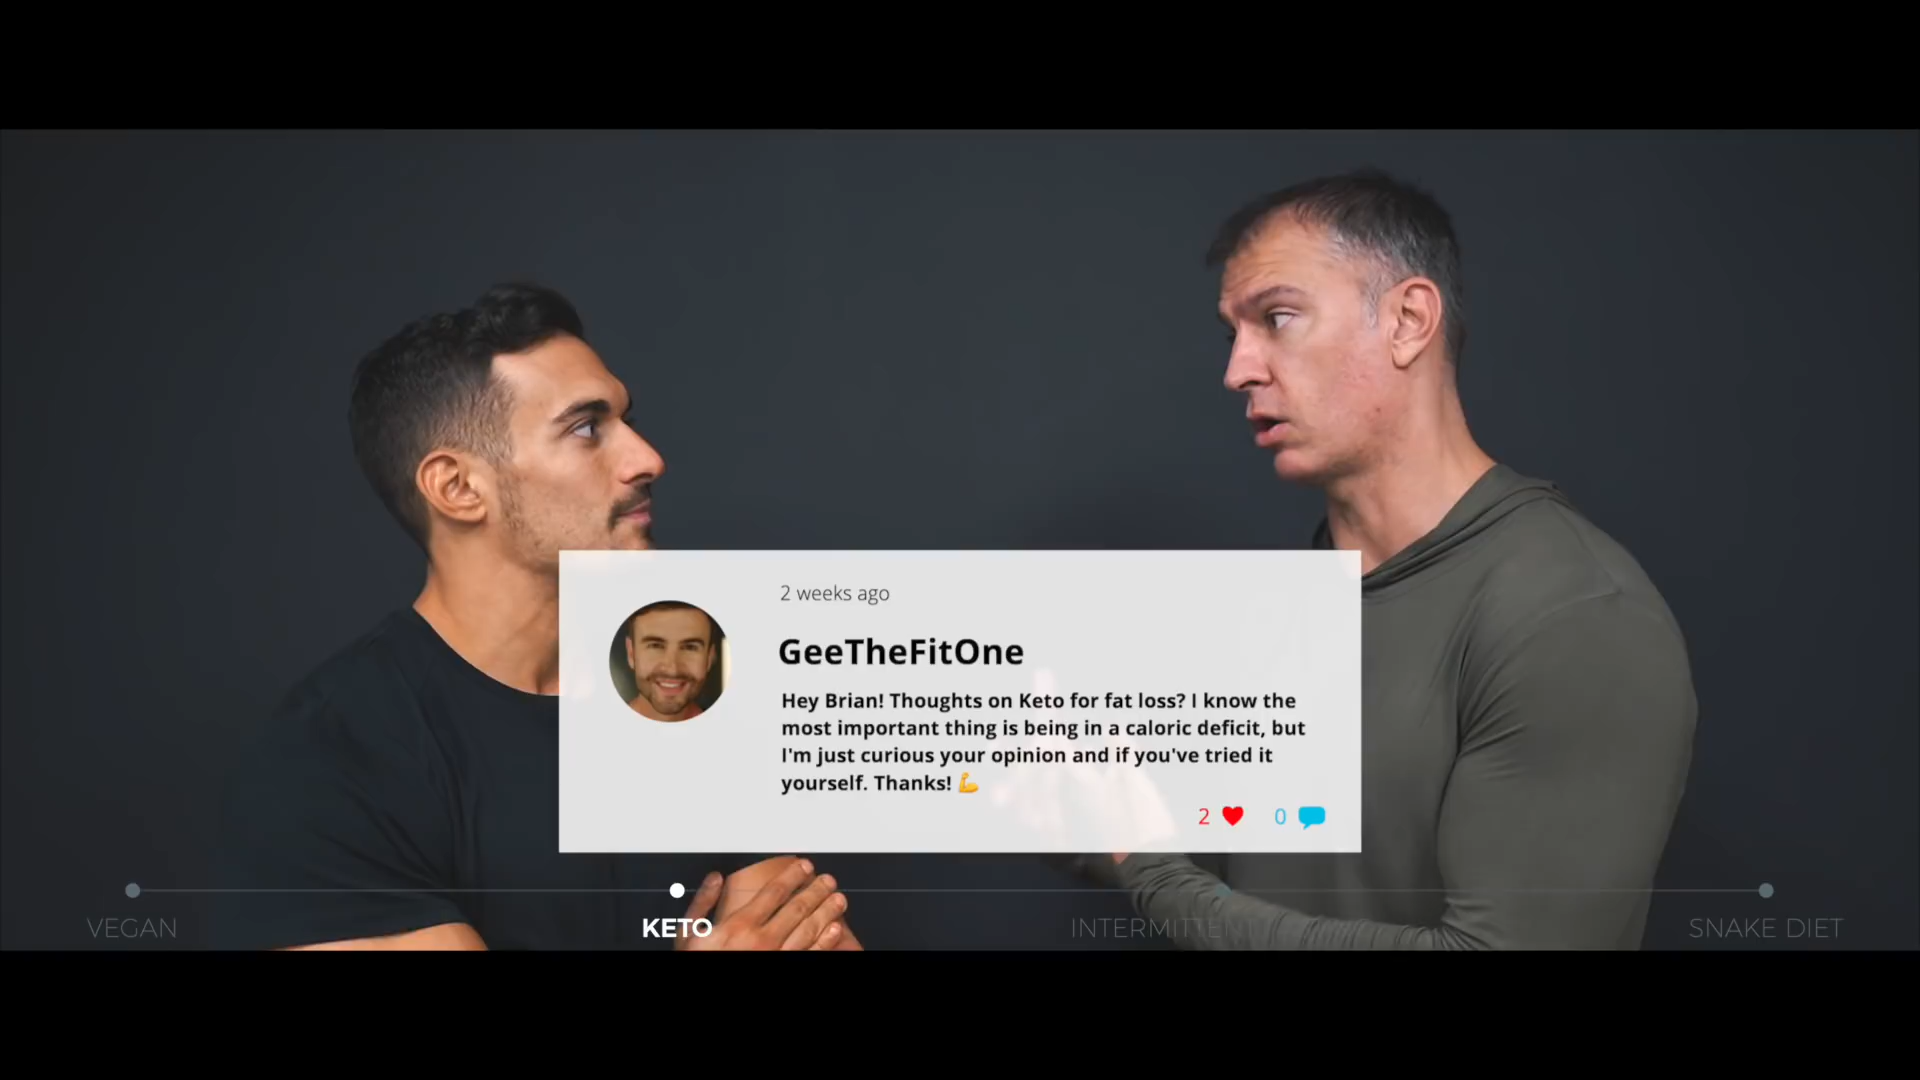 2 weeks ago
GeeTheFitOne
Hey Brian! Thoughts on Keto for fat loss? I know the
most important thing is being in a caloric deficit, but
I'm just curious your opinion and if you've tried it
yourself. Thanks! 💪
2 0
VEGAN KETO INTERMITTENT SNAKE DIET